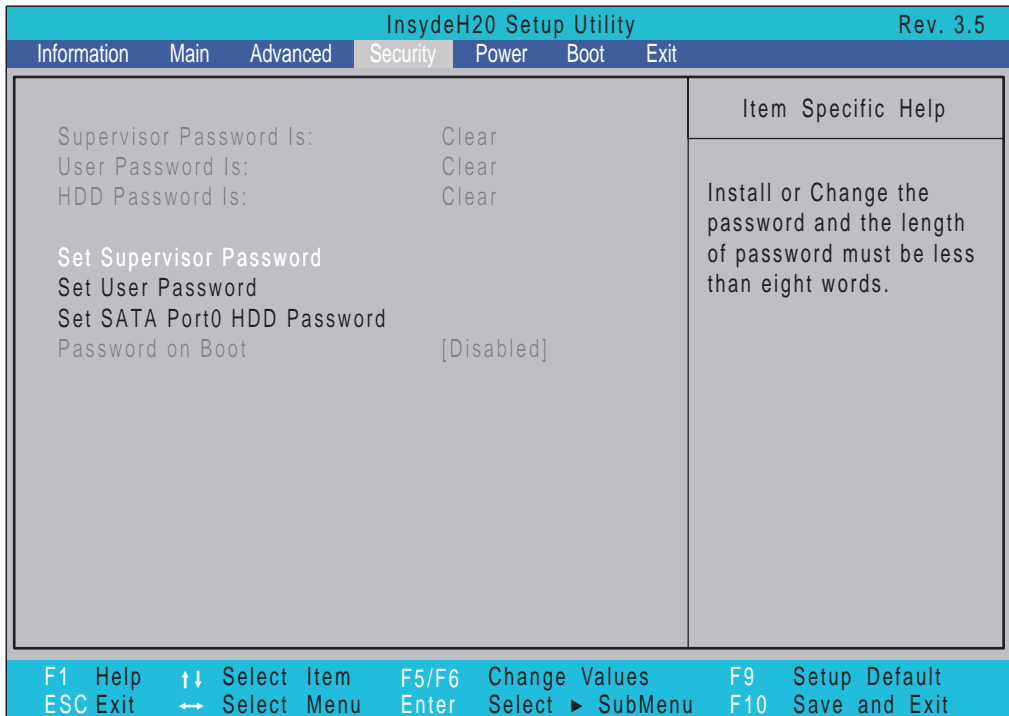 InsydeH20 Setup Utility Rev. 3.5
Information Main Advanced Security Power Boot Exit
Supervisor Password Is: Clear
User Password Is: Clear
HDD Password Is: Clear
Set Supervisor Password
Set User Password
Set SATA Port0 HDD Password
Password on Boot [Disabled]
Item Specific Help
Install or Change the
password and the length
of password must be less
than eight words.
F1 Help ↑↓ Select Item F5/F6 Change Values F9 Setup Default
ESC Exit ↔ Select Menu Enter Select ► SubMenu F10 Save and Exit